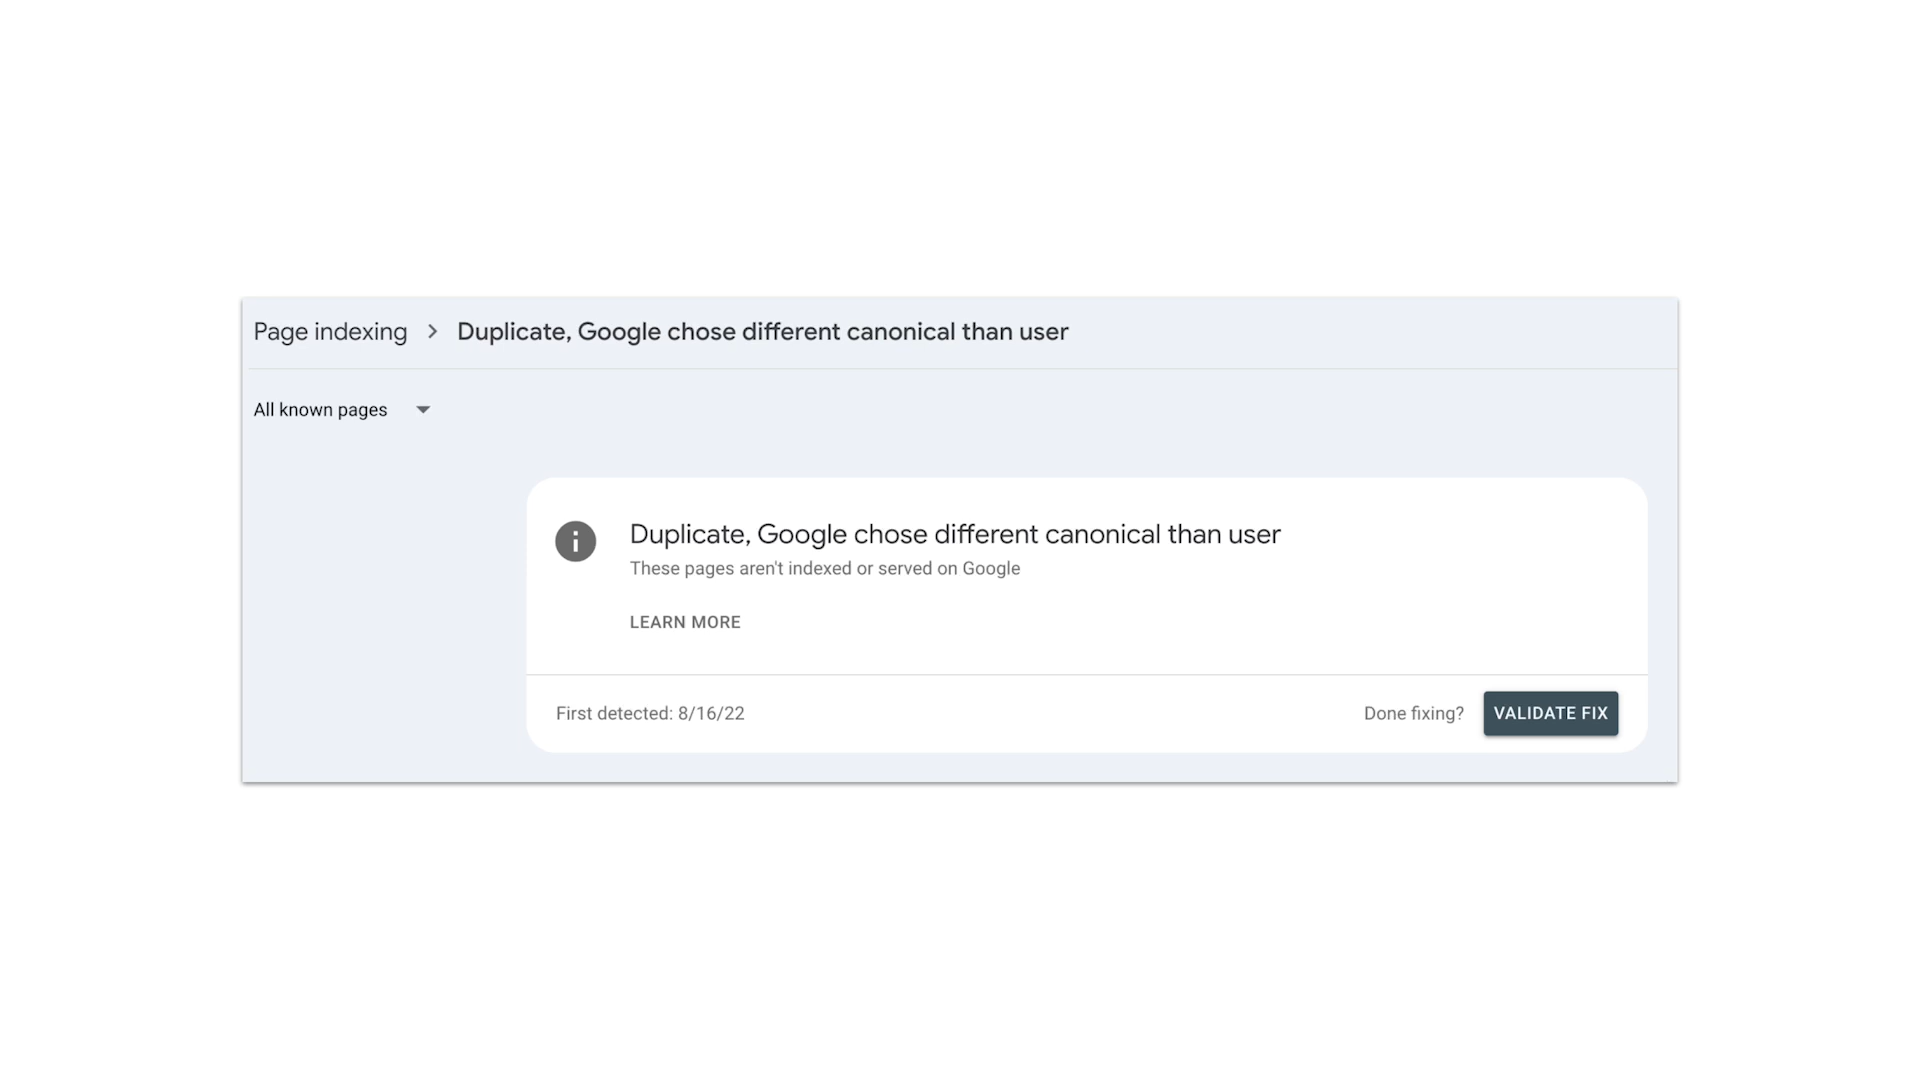 Page indexing > Duplicate, Google chose different canonical than user
All known pages
Duplicate, Google chose different canonical than user
These pages aren't indexed or served on Google
LEARN MORE
First detected: 8/16/22 Done fixing? VALIDATE FIX